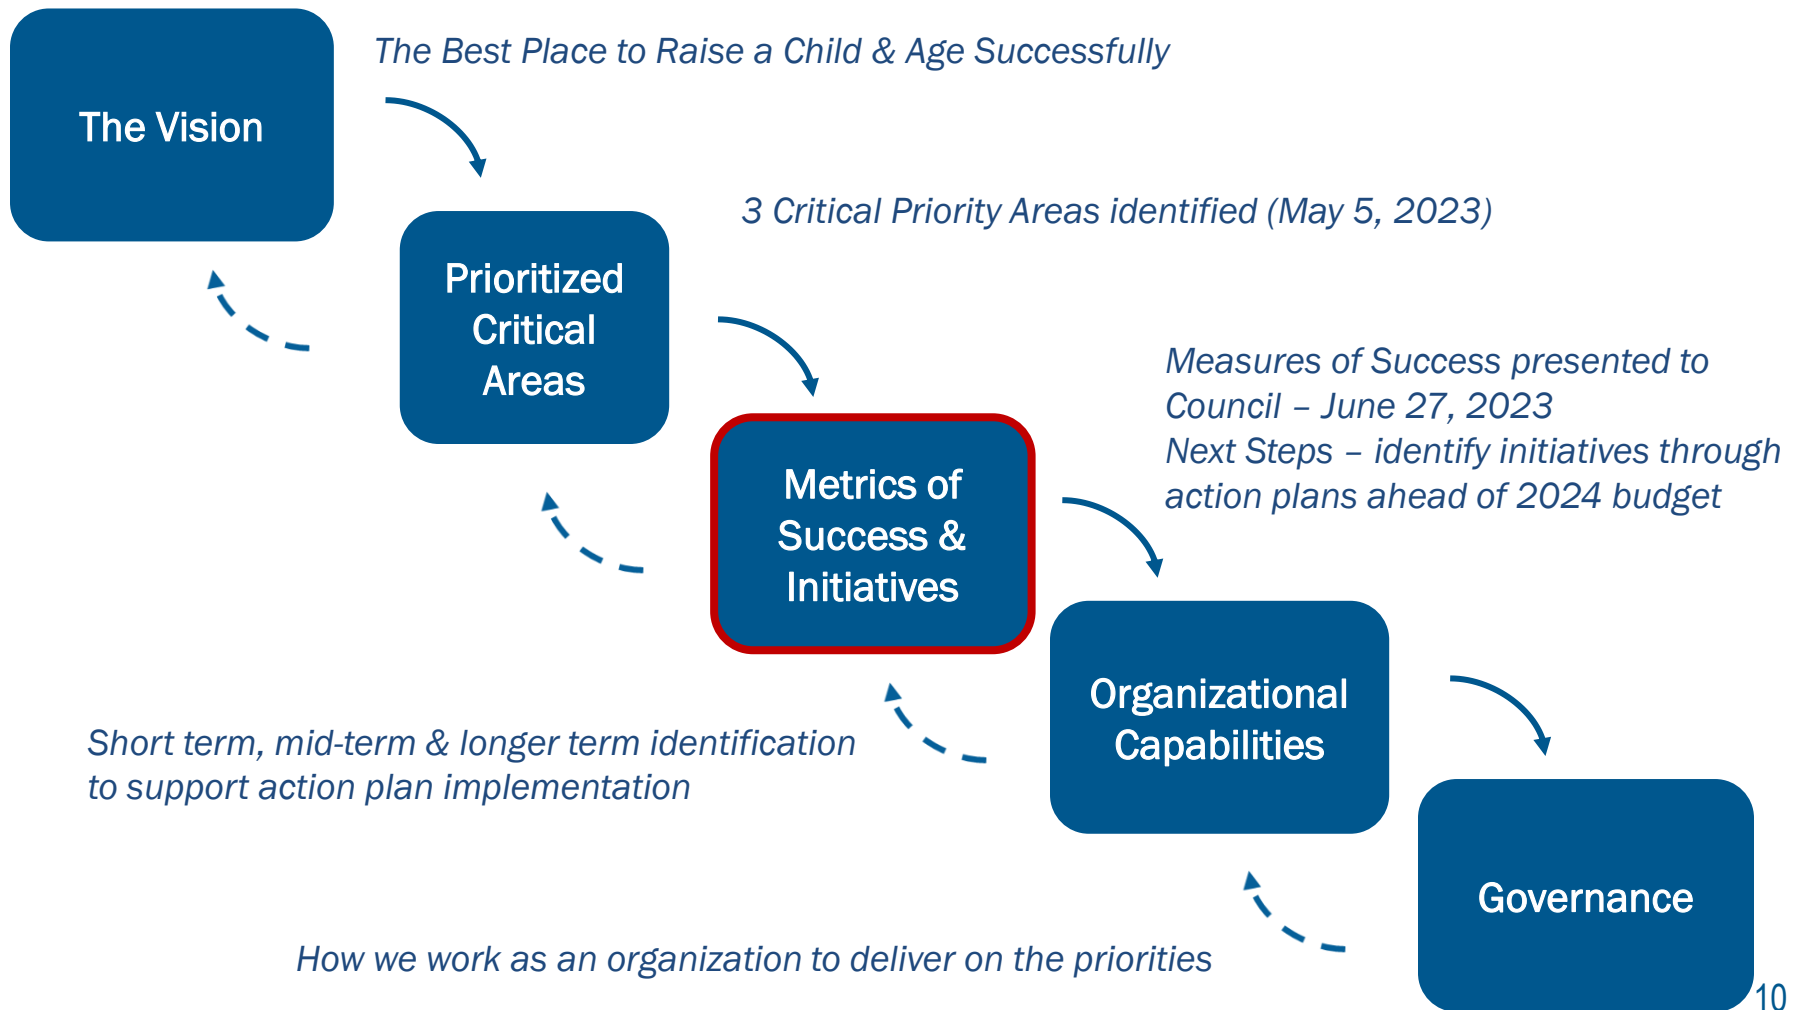 The Best Place to Raise a Child & Age Successfully
The Vision
3 Critical Priority Areas identified (May 5, 2023)
Prioritized
Critical
Areas
Measures of Success presented to
Council – June 27, 2023
Next Steps – identify initiatives through
action plans ahead of 2024 budget
Metrics of
Success &
Initiatives
Organizational
Capabilities
Short term, mid-term & longer term identification
to support action plan implementation
Governance
How we work as an organization to deliver on the priorities
10